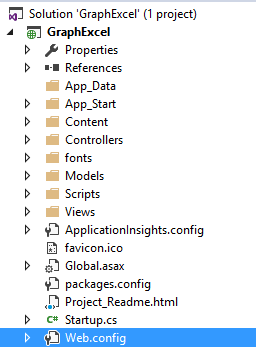 Solution 'GraphExcel' (1 project)
GraphExcel
Properties
References
App_Data
App_Start
Content
Controllers
fonts
Models
Scripts
Views
ApplicationInsights.config
favicon.ico
Global.asax
packages.config
Project_Readme.html
C# Startup.cs
Web.config